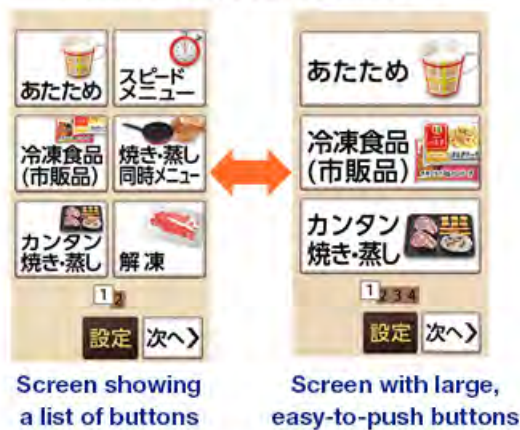 あたため
スピード
メニュー
冷凍食品
(市販品)
焼き・蒸し
同時メニュー
カンタン
焼き・蒸し
解凍
1 2
設定 次へ〉
Screen showing
a list of buttons
あたため
冷凍食品
(市販品)
カンタン
焼き・蒸し
1 2 3 4
設定 次へ〉
Screen with large,
easy-to-push buttons